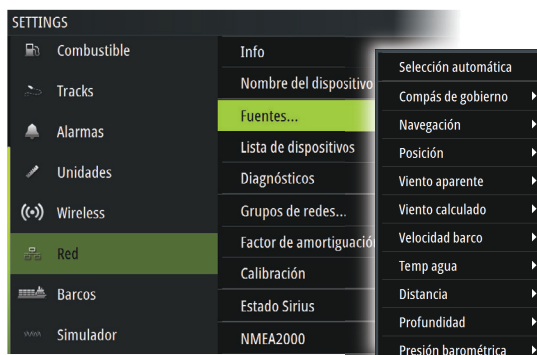 SETTINGS
Combustible
Tracks
Alarmas
Unidades
Wireless
Red
Barcos
Simulador
Info
Nombre del dispositivo
Fuentes...
Lista de dispositivos
Diagnósticos
Grupos de redes...
Factor de amortiguació
Calibración
Estado Sirius
NMEA2000
Selección automática
Compás de gobierno
Navegación
Posición
Viento aparente
Viento calculado
Velocidad barco
Temp agua
Distancia
Profundidad
Presión barométrica